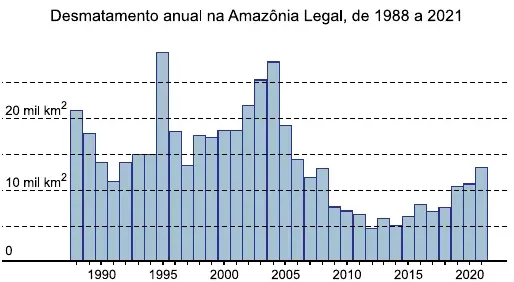 Desmatamento anual na Amazônia Legal, de 1988 a 2021
20 mil km²
10 mil km²
0
1990 1995 2000 2005 2010 2015 2020